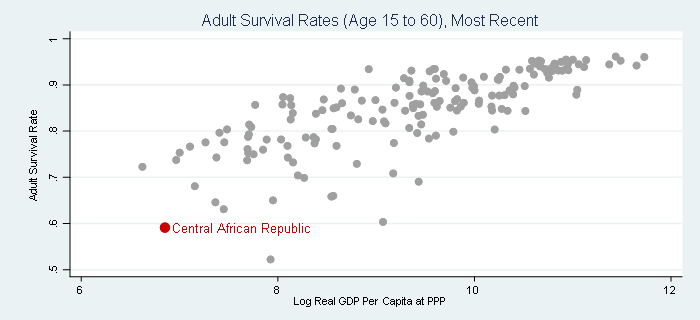 Adult Survival Rates (Age 15 to 60), Most Recent
Adult Survival Rate
1
.9
.8
.7
.6
.5
Central African Republic
6
8
10
12
Log Real GDP Per Capita at PPP